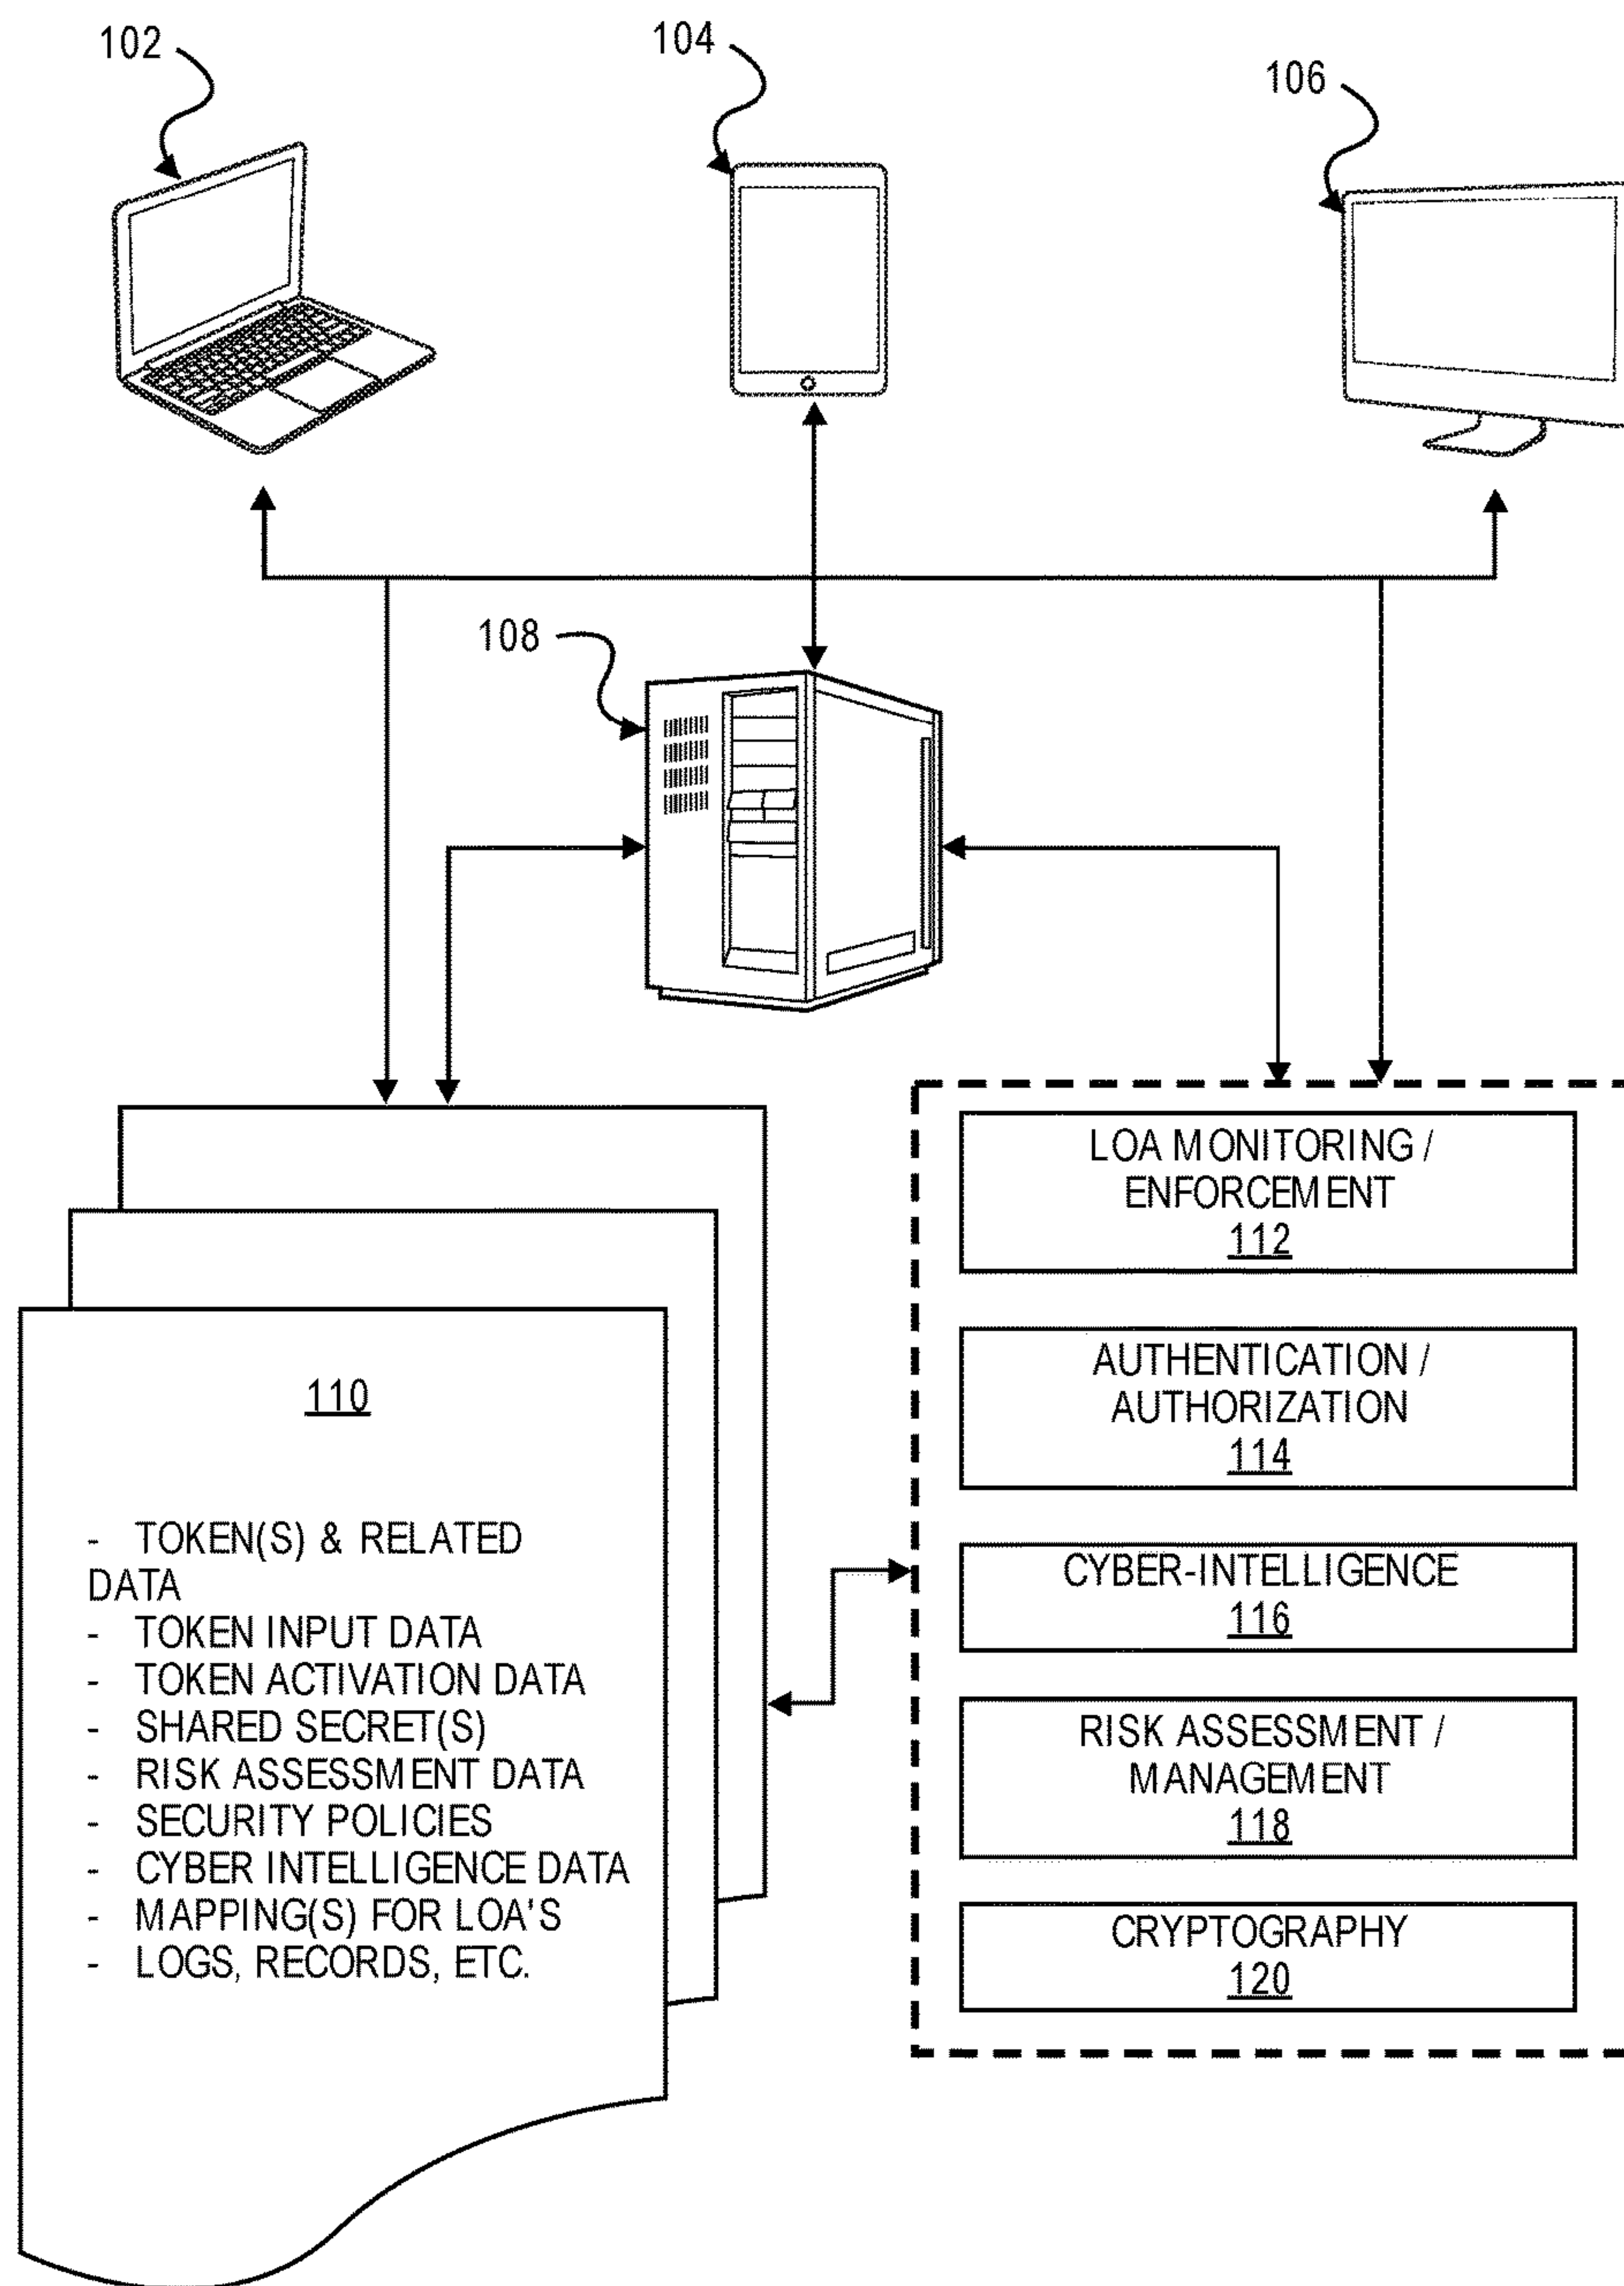 102
104
106
108
110
- TOKEN(S) & RELATED
DATA
- TOKEN INPUT DATA
- TOKEN ACTIVATION DATA
- SHARED SECRET(S)
- RISK ASSESSMENT DATA
- SECURITY POLICIES
- CYBER INTELLIGENCE DATA
- MAPPING(S) FOR LOA'S
- LOGS, RECORDS, ETC.
LOA MONITORING /
ENFORCEMENT
112
AUTHENTICATION /
AUTHORIZATION
114
CYBER-INTELLIGENCE
116
RISK ASSESSMENT /
MANAGEMENT
118
CRYPTOGRAPHY
120